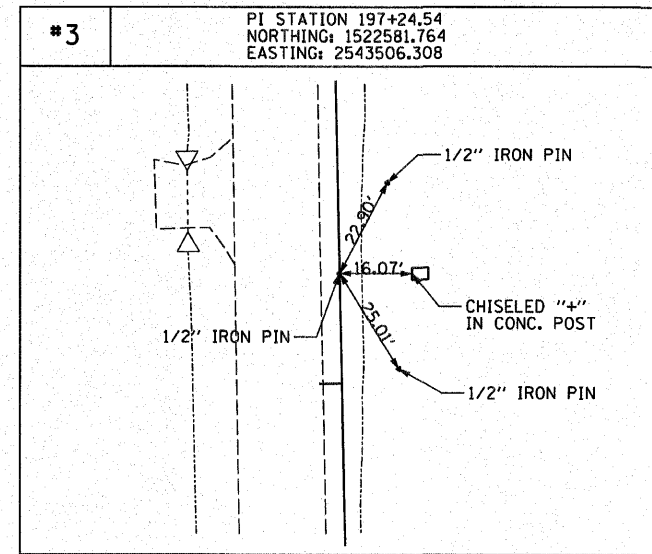 #3
PI STATION 197+24.54
NORTHING: 1522581.764
EASTING: 2543506.308
1/2" IRON PIN
22.90'
16.07'
CHISELED "+"
IN CONC. POST
25.01'
1/2" IRON PIN
1/2" IRON PIN